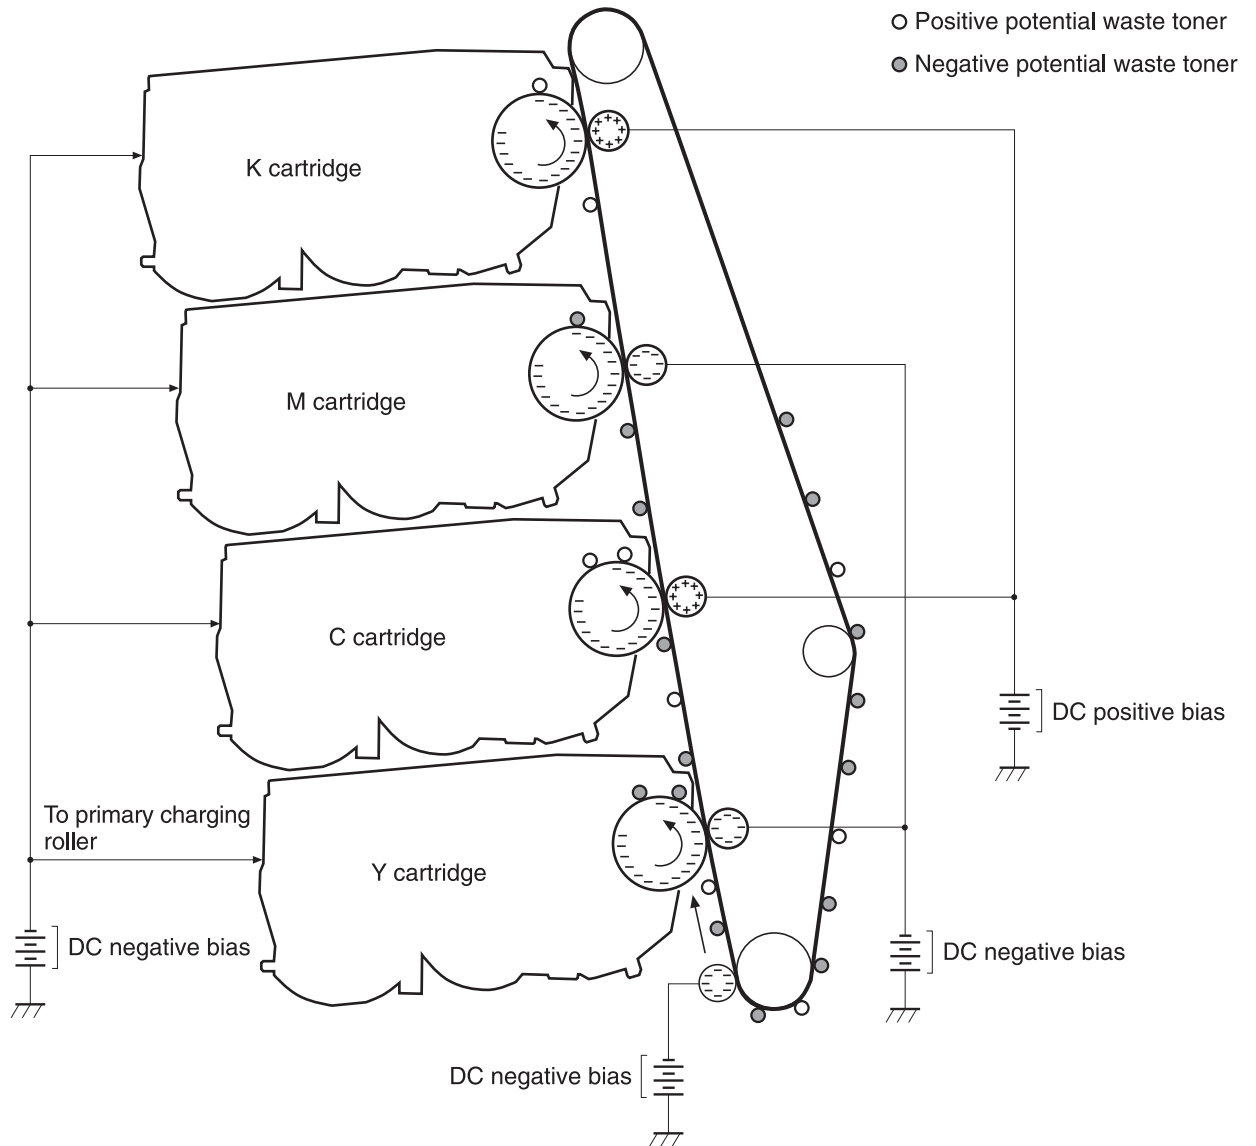 Positive potential waste toner
Negative potential waste toner
K cartridge
M cartridge
C cartridge
DC positive bias
To primary charging
roller
Y cartridge
DC negative bias
DC negative bias
DC negative bias